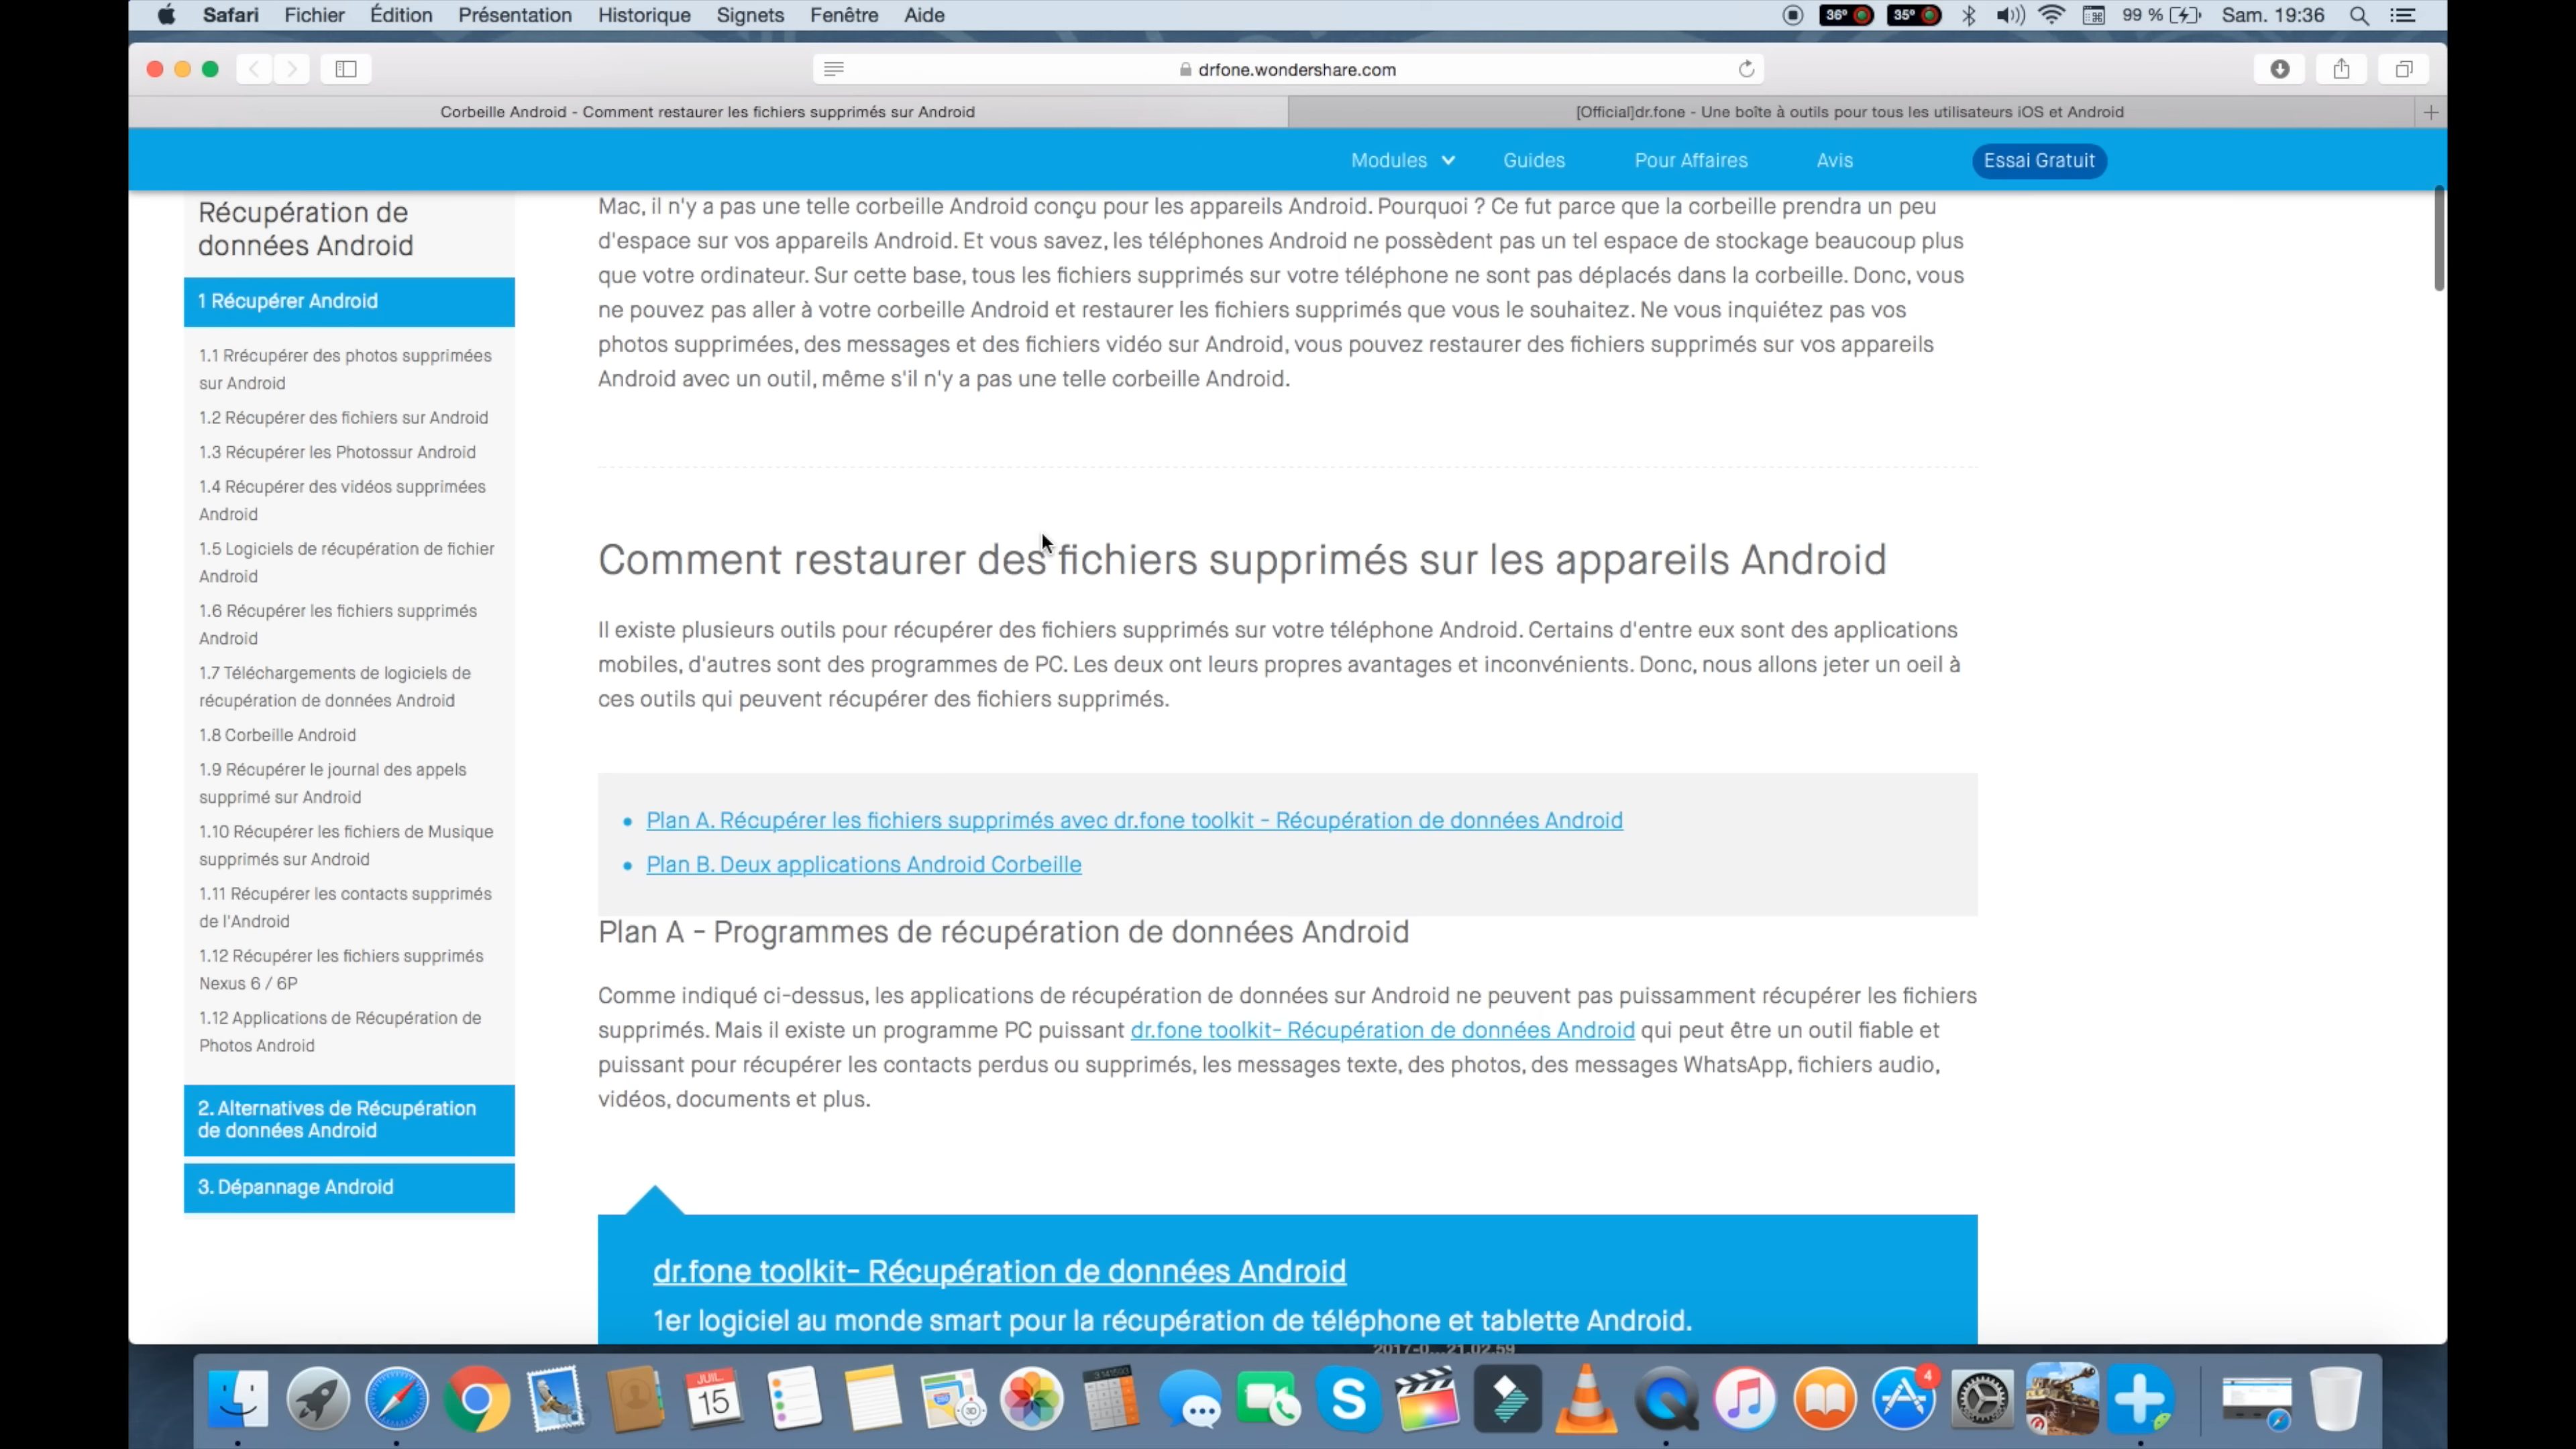 Safari Fichier Édition Présentation Historique Signets Fenêtre Aide 36° 35° 99 % Sam. 19:36
drfone.wondershare.com
Corbeille Android - Comment restaurer les fichiers supprimés sur Android
[Official]dr.fone - Une boîte à outils pour tous les utilisateurs iOS et Android
Modules Guides Pour Affaires Avis Essai Gratuit
Récupération de
données Android
1 Récupérer Android
1.1 Rrécupérer des photos supprimées
sur Android
1.2 Récupérer des fichiers sur Android
1.3 Récupérer les Photossur Android
1.4 Récupérer des vidéos supprimées
Android
1.5 Logiciels de récupération de fichier
Android
1.6 Récupérer les fichiers supprimés
Android
1.7 Téléchargements de logiciels de
récupération de données Android
1.8 Corbeille Android
1.9 Récupérer le journal des appels
supprimé sur Android
1.10 Récupérer les fichiers de Musique
supprimés sur Android
1.11 Récupérer les contacts supprimés
de l'Android
1.12 Récupérer les fichiers supprimés
Nexus 6 / 6P
1.12 Applications de Récupération de
Photos Android
2. Alternatives de Récupération
de données Android
3. Dépannage Android
Mac, il n'y a pas une telle corbeille Android conçu pour les appareils Android. Pourquoi ? Ce fut parce que la corbeille prendra un peu
d'espace sur vos appareils Android. Et vous savez, les téléphones Android ne possèdent pas un tel espace de stockage beaucoup plus
que votre ordinateur. Sur cette base, tous les fichiers supprimés sur votre téléphone ne sont pas déplacés dans la corbeille. Donc, vous
ne pouvez pas aller à votre corbeille Android et restaurer les fichiers supprimés que vous le souhaitez. Ne vous inquiétez pas vos
photos supprimées, des messages et des fichiers vidéo sur Android, vous pouvez restaurer des fichiers supprimés sur vos appareils
Android avec un outil, même s'il n'y a pas une telle corbeille Android.
Comment restaurer des fichiers supprimés sur les appareils Android
Il existe plusieurs outils pour récupérer des fichiers supprimés sur votre téléphone Android. Certains d'entre eux sont des applications
mobiles, d'autres sont des programmes de PC. Les deux ont leurs propres avantages et inconvénients. Donc, nous allons jeter un oeil à
ces outils qui peuvent récupérer des fichiers supprimés.
Plan A. Récupérer les fichiers supprimés avec dr.fone toolkit - Récupération de données Android
Plan B. Deux applications Android Corbeille
Plan A - Programmes de récupération de données Android
Comme indiqué ci-dessus, les applications de récupération de données sur Android ne peuvent pas puissamment récupérer les fichiers
supprimés. Mais il existe un programme PC puissant dr.fone toolkit- Récupération de données Android qui peut être un outil fiable et
puissant pour récupérer les contacts perdus ou supprimés, les messages texte, des photos, des messages WhatsApp, fichiers audio,
vidéos, documents et plus.
dr.fone toolkit- Récupération de données Android
1er logiciel au monde smart pour la récupération de téléphone et tablette Android.
2017-0...21.02.59
JUIL.
15
3D
S
4